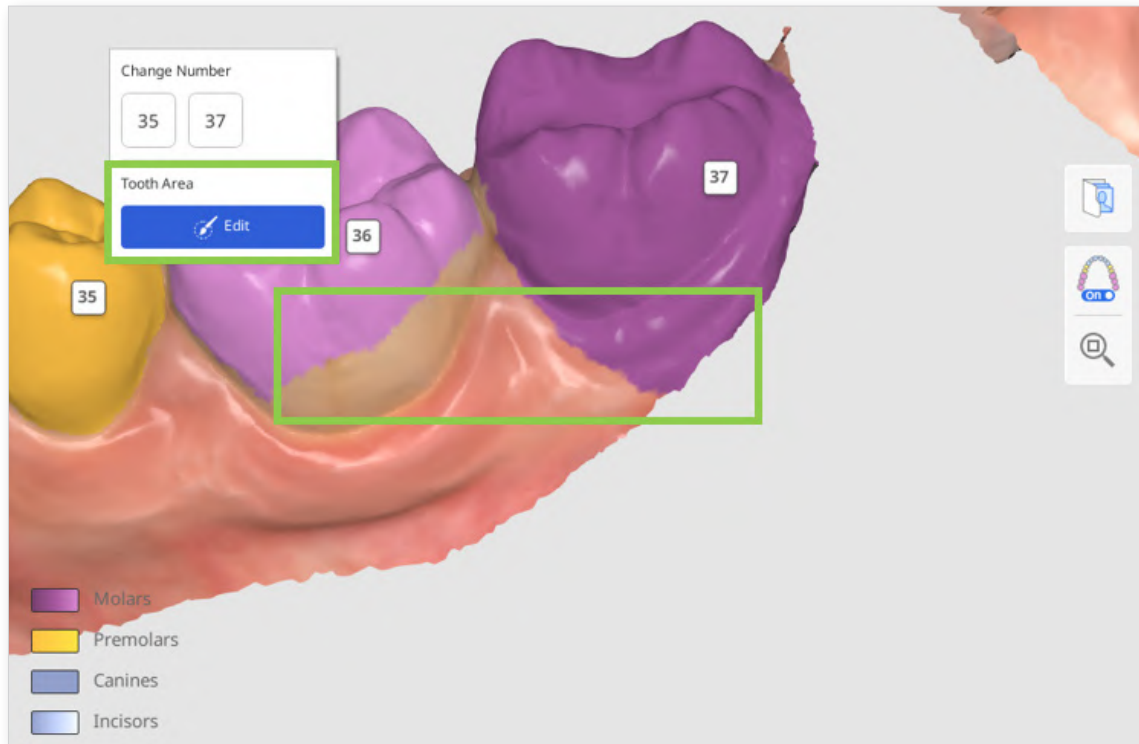 Change Number
35 37
Tooth Area
Edit
37
36
35
On
Molars
Premolars
Canines
Incisors